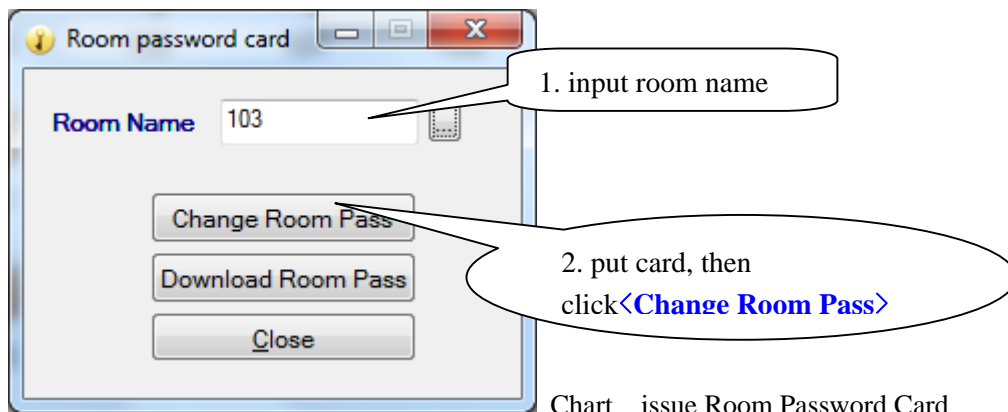 Room password card
1. input room name
Room Name 103 ...
Change Room Pass
2. put card, then
click<Change Room Pass>
Download Room Pass
Close
Chart issue Room Password Card